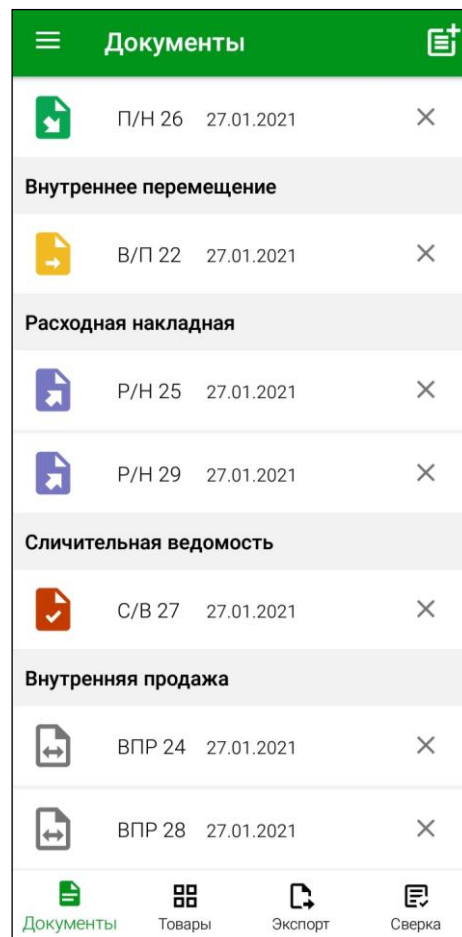 Документы
П/Н 26 27.01.2021
Внутреннее перемещение
В/П 22 27.01.2021
Расходная накладная
Р/Н 25 27.01.2021
Р/Н 29 27.01.2021
Сличительная ведомость
С/В 27 27.01.2021
Внутренняя продажа
ВПР 24 27.01.2021
ВПР 28 27.01.2021
Документы Товары Экспорт Сверка